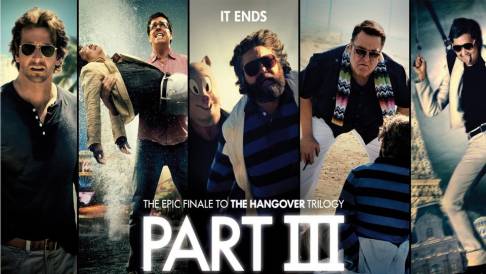 IT ENDS
THE EPIC FINALE TO THE HANGOVER TRILOGY
PART III